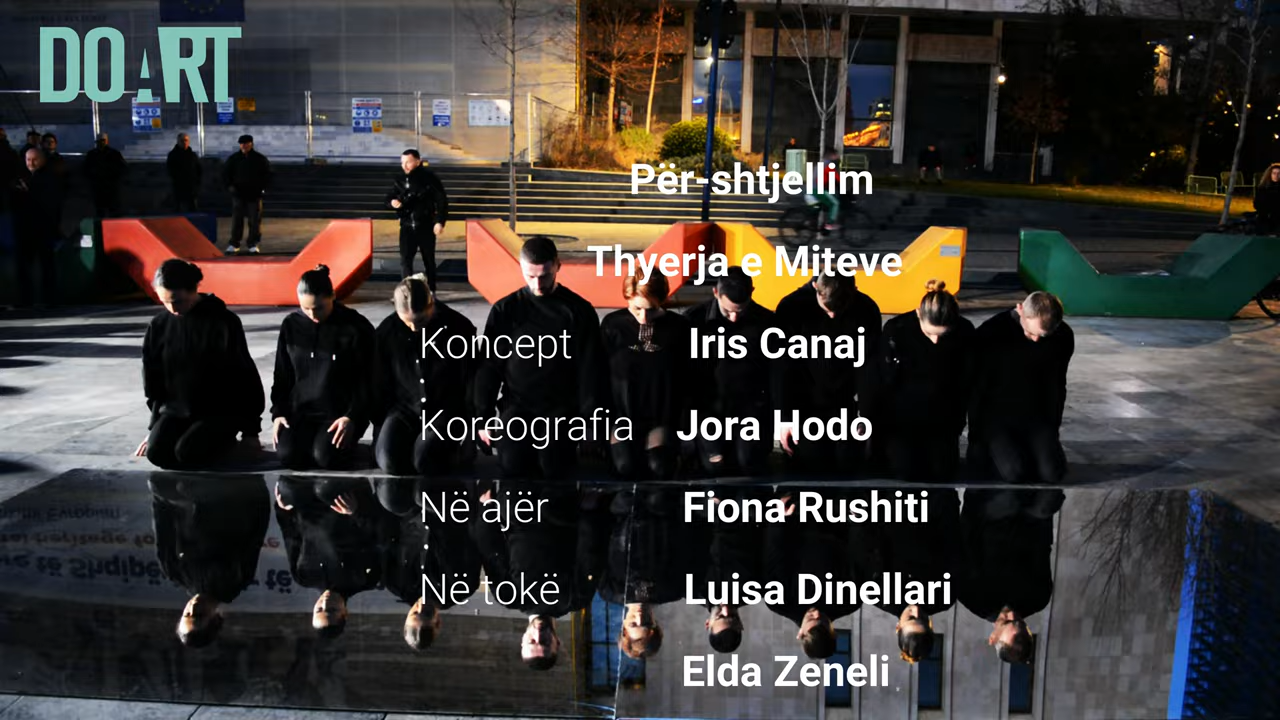 DOART
Për-shtjellim
Thyerja e Miteve
Koncept Iris Canaj
Koreografia Jora Hodo
Në ajër Fiona Rushiti
Në tokë Luisa Dinellari
Elda Zeneli